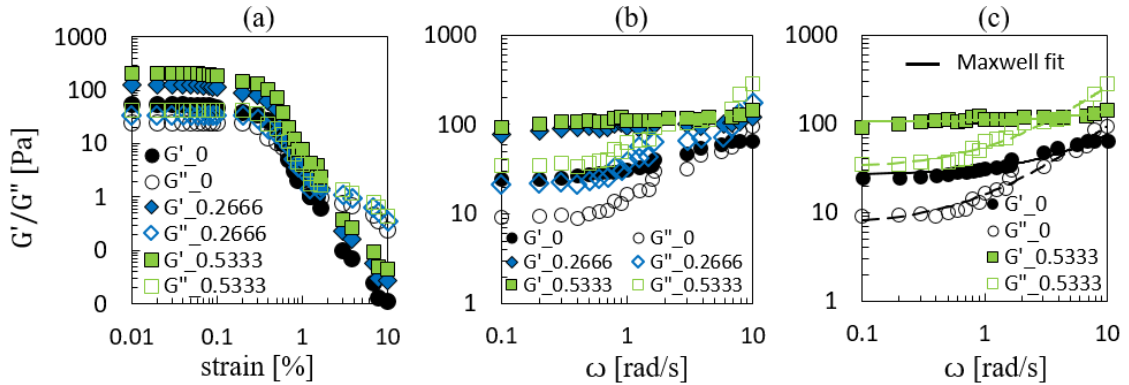 (a)
(b)
(c)
G'/G'' [Pa]
1000
100
10
1
0
0
G'_0
G''_0
G'_0.2666
G''_0.2666
G'_0.5333
G''_0.5333
0.01
0.1
1
10
strain [%]
1000
100
10
1
G'_0
G''_0
G'_0.2666
G''_0.2666
G'_0.5333
G''_0.5333
0.1
1
10
ω [rad/s]
1000
100
10
1
Maxwell fit
G'_0
G''_0
G'_0.5333
G''_0.5333
0.1
1
10
ω [rad/s]